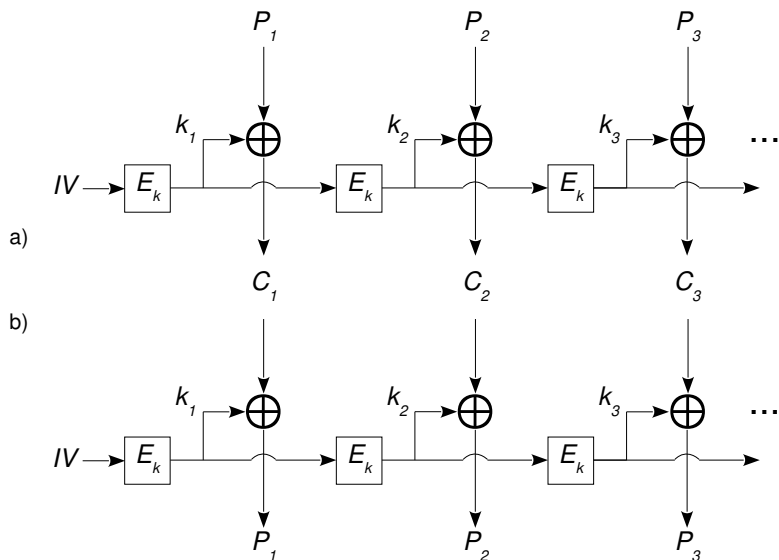 P1 P2 P3
k1 k2 k3 ...
IV Ek Ek Ek
a)
C1 C2 C3
b)
k1 k2 k3 ...
IV Ek Ek Ek
P1 P2 P3